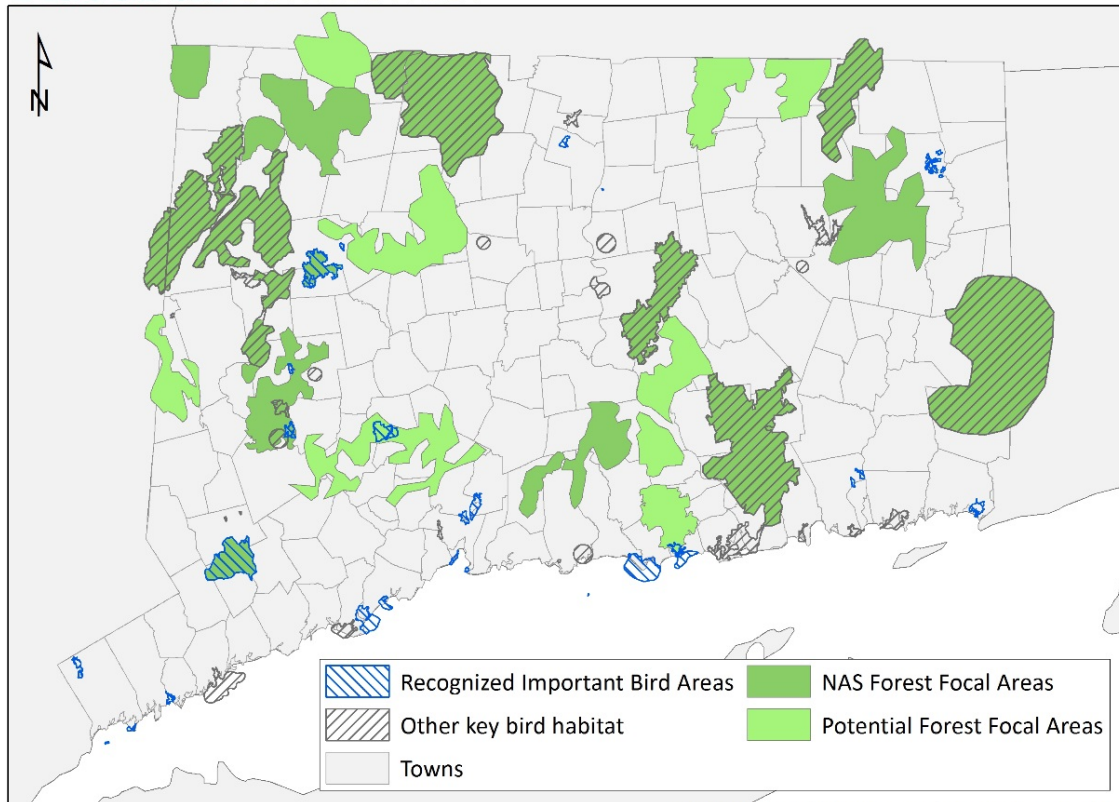 N
Recognized Important Bird Areas
NAS Forest Focal Areas
Other key bird habitat
Potential Forest Focal Areas
Towns